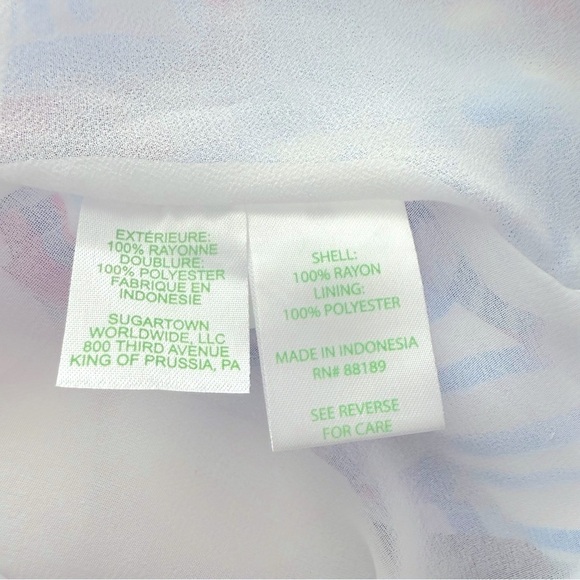 EXTÉRIEURE:
100% RAYONNE
DOUBLURE:
100% POLYESTER
FABRIQUE EN
INDONESIE
SUGARTOWN
WORLDWIDE, LLC
800 THIRD AVENUE
KING OF PRUSSIA, PA
SHELL:
100% RAYON
LINING:
100% POLYESTER
MADE IN INDONESIA
RN# 88189
SEE REVERSE
FOR CARE